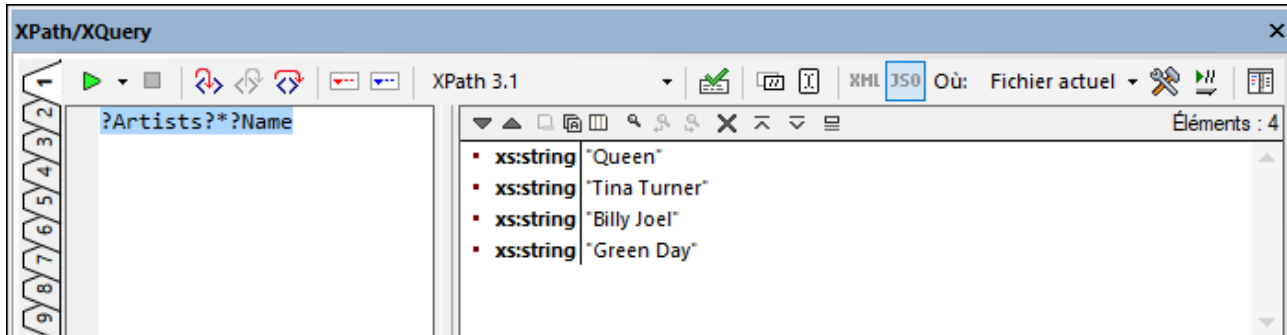 XPath/XQuery
XPath 3.1 XML JSO Où: Fichier actuel
1
2
3
4
5
6
7
8
9
?Artists?*?Name
Éléments : 4
xs:string "Queen"
xs:string "Tina Turner"
xs:string "Billy Joel"
xs:string "Green Day"